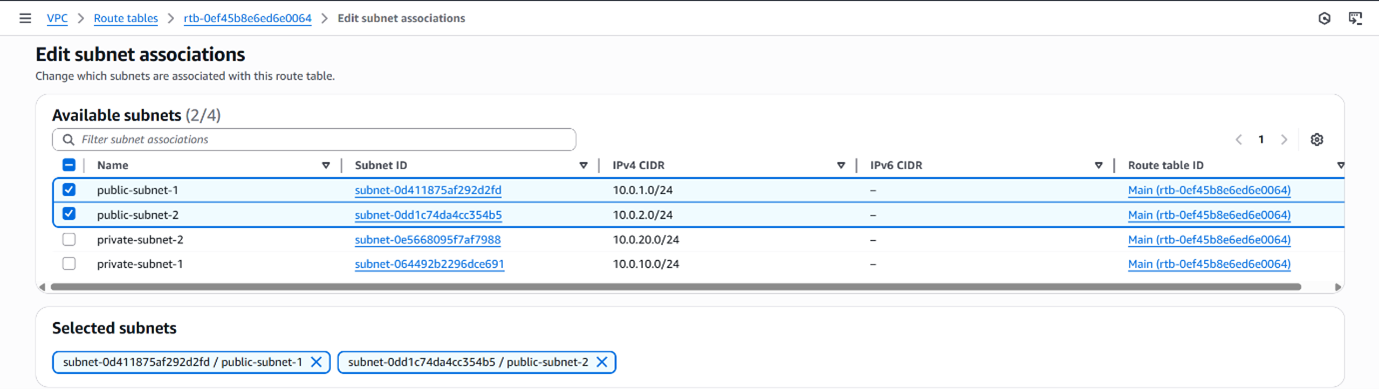 VPC > Route tables > rtb-0ef45b8e6ed6e0064 > Edit subnet associations
Edit subnet associations
Change which subnets are associated with this route table.
Available subnets (2/4)
Filter subnet associations
1
Name Subnet ID IPv4 CIDR IPv6 CIDR Route table ID
public-subnet-1 subnet-0d411875af292d2fd 10.0.1.0/24 – Main (rtb-0ef45b8e6ed6e0064)
public-subnet-2 subnet-0dd1c74da4cc354b5 10.0.2.0/24 – Main (rtb-0ef45b8e6ed6e0064)
private-subnet-2 subnet-0e5668095f7af7988 10.0.20.0/24 – Main (rtb-0ef45b8e6ed6e0064)
private-subnet-1 subnet-064492b2296dce691 10.0.10.0/24 – Main (rtb-0ef45b8e6ed6e0064)
Selected subnets
subnet-0d411875af292d2fd / public-subnet-1 subnet-0dd1c74da4cc354b5 / public-subnet-2